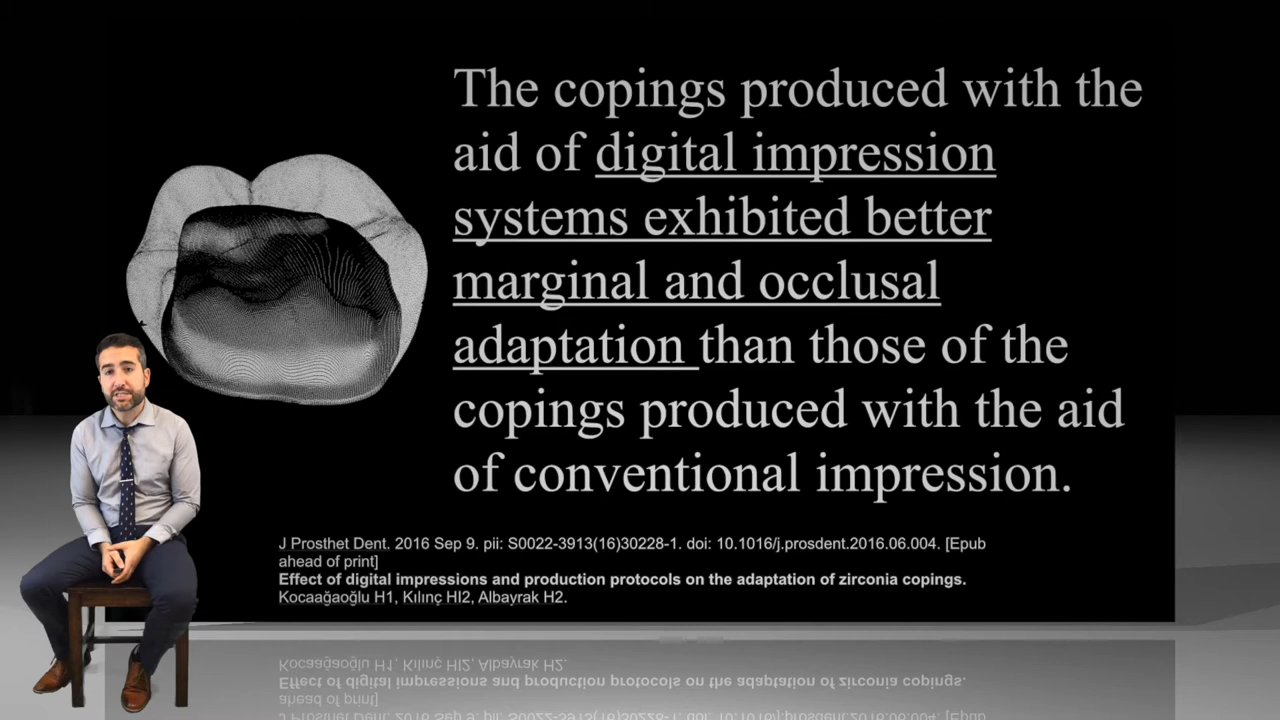 The copings produced with the
aid of digital impression
systems exhibited better
marginal and occlusal
adaptation than those of the
copings produced with the aid
of conventional impression.
J Prosthet Dent. 2016 Sep 9. pii: S0022-3913(16)30228-1. doi: 10.1016/j.prosdent.2016.06.004. [Epub
ahead of print]
Effect of digital impressions and production protocols on the adaptation of zirconia copings.
Kocaağaoğlu H1, Kılınç HI2, Albayrak H2.